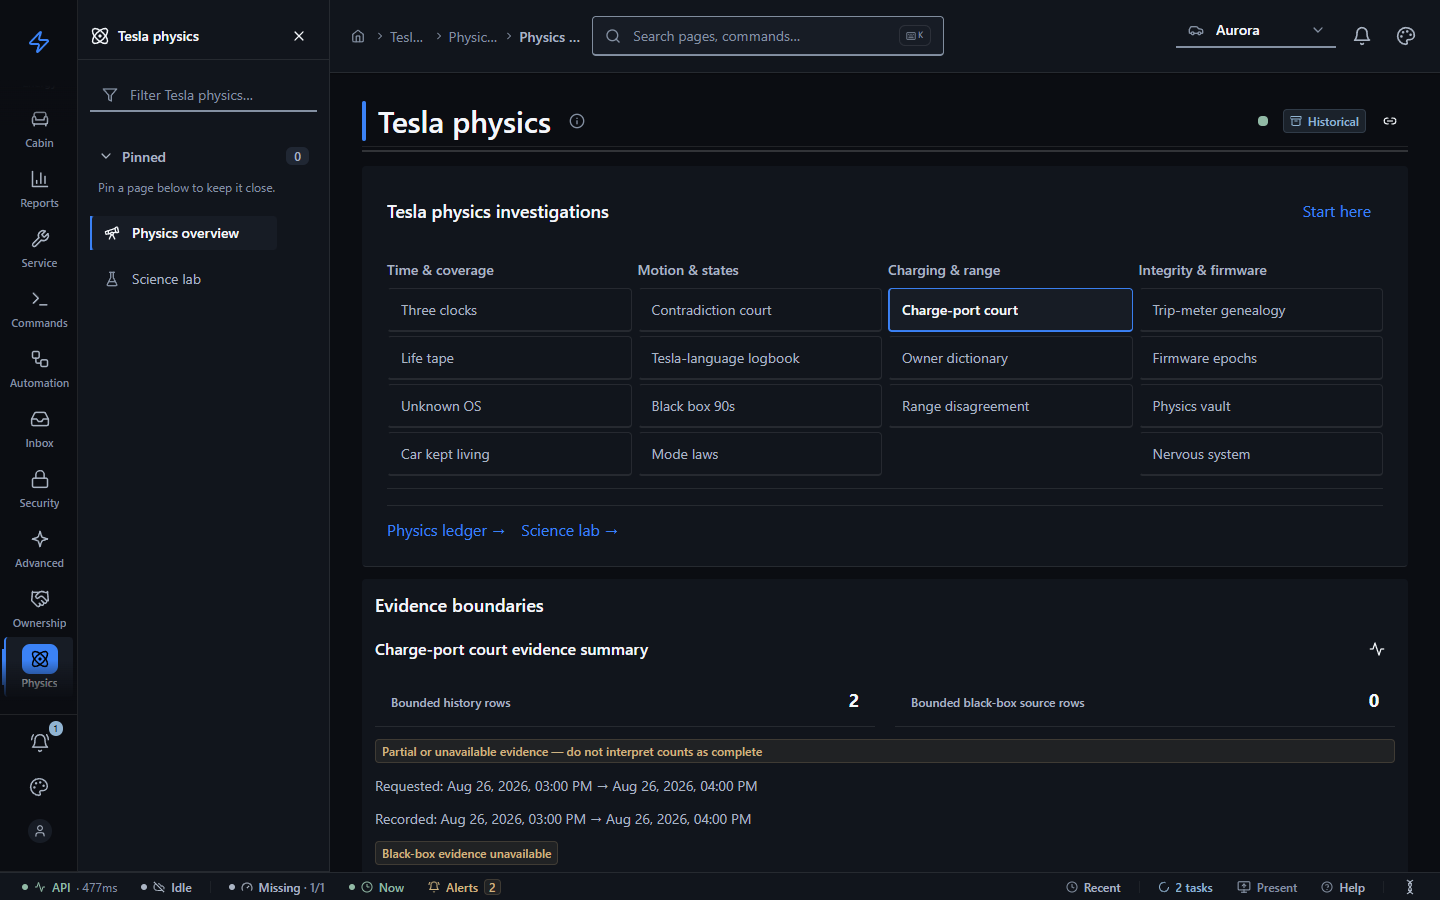 Tesla physics
Filter Tesla physics...
Pinned
0
Pin a page below to keep it close.
Physics overview
Science lab
Cabin
Reports
Service
Commands
Automation
Inbox
Security
Advanced
Ownership
Physics
1
Tesl...
Physic...
Physics ...
Search pages, commands...
K
Aurora
Tesla physics
Historical
Tesla physics investigations
Start here
Time & coverage
Three clocks
Life tape
Unknown OS
Car kept living
Motion & states
Contradiction court
Tesla-language logbook
Black box 90s
Mode laws
Charging & range
Charge-port court
Owner dictionary
Range disagreement
Integrity & firmware
Trip-meter genealogy
Firmware epochs
Physics vault
Nervous system
Physics ledger →
Science lab →
Evidence boundaries
Charge-port court evidence summary
Bounded history rows
2
Bounded black-box source rows
0
Partial or unavailable evidence — do not interpret counts as complete
Requested: Aug 26, 2026, 03:00 PM → Aug 26, 2026, 04:00 PM
Recorded: Aug 26, 2026, 03:00 PM → Aug 26, 2026, 04:00 PM
Black-box evidence unavailable
API · 477ms
Idle
Missing · 1/1
Now
Alerts 2
Recent
2 tasks
Present
Help